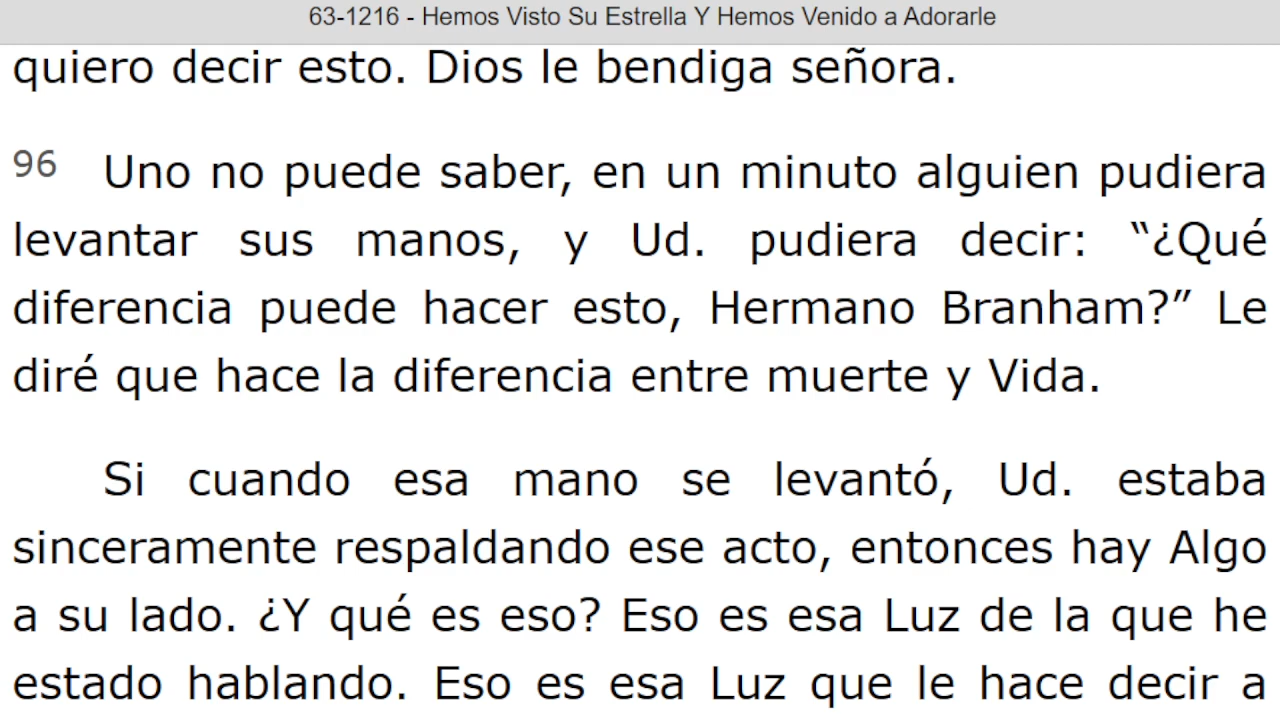 63-1216 - Hemos Visto Su Estrella Y Hemos Venido a Adorarle
quiero decir esto. Dios le bendiga señora.
96 Uno no puede saber, en un minuto alguien pudiera
levantar sus manos, y Ud. pudiera decir: “¿Qué
diferencia puede hacer esto, Hermano Branham?” Le
diré que hace la diferencia entre muerte y Vida.
Si cuando esa mano se levantó, Ud. estaba
sinceramente respaldando ese acto, entonces hay Algo
a su lado. ¿Y qué es eso? Eso es esa Luz de la que he
estado hablando. Eso es esa Luz que le hace decir a